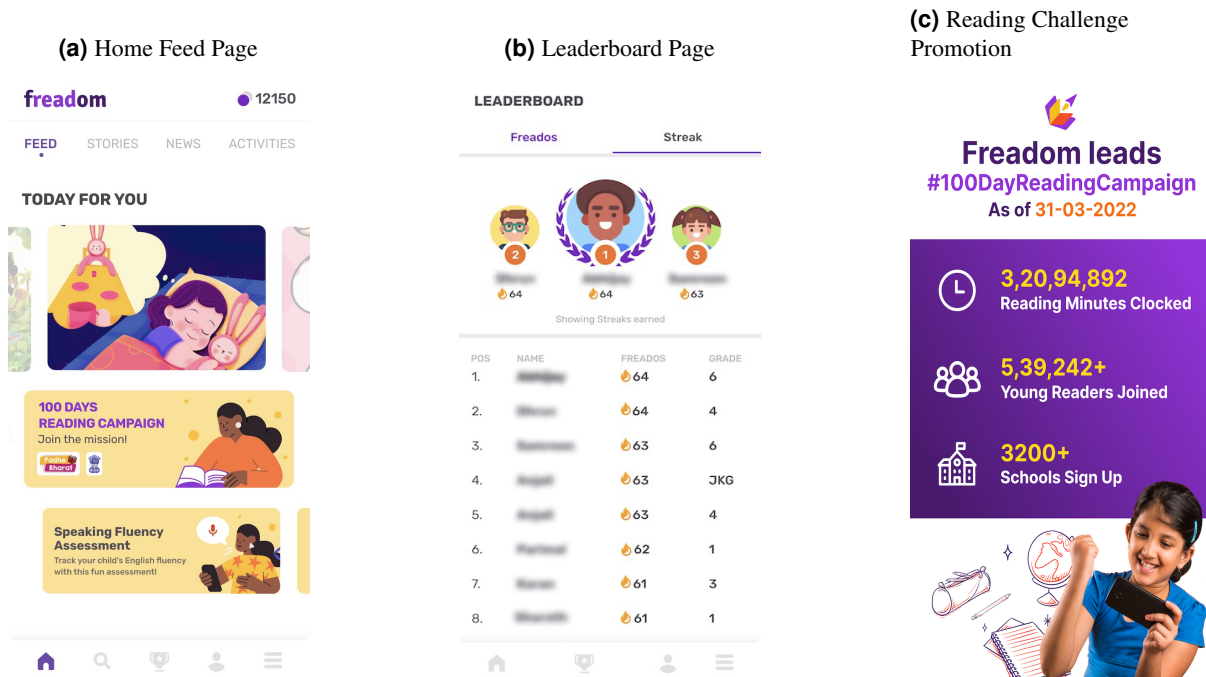 (a) Home Feed Page
freadom
12150
FEED STORIES NEWS ACTIVITIES
TODAY FOR YOU
100 DAYS
READING CAMPAIGN
Join the mission!
Padhe
Bharat
Speaking Fluency
Assessment
Track your child's English fluency
with this fun assessment!
(b) Leaderboard Page
LEADERBOARD
Freados Streak
2 1 3
64 64 63
Showing Streaks earned
POS NAME FREADOS GRADE
1. 64 6
2. 64 4
3. 63 6
4. 63 JKG
5. 63 4
6. 62 1
7. 61 3
8. 61 1
(c) Reading Challenge
Promotion
Freadom leads
#100DayReadingCampaign
As of 31-03-2022
3,20,94,892
Reading Minutes Clocked
5,39,242+
Young Readers Joined
3200+
Schools Sign Up